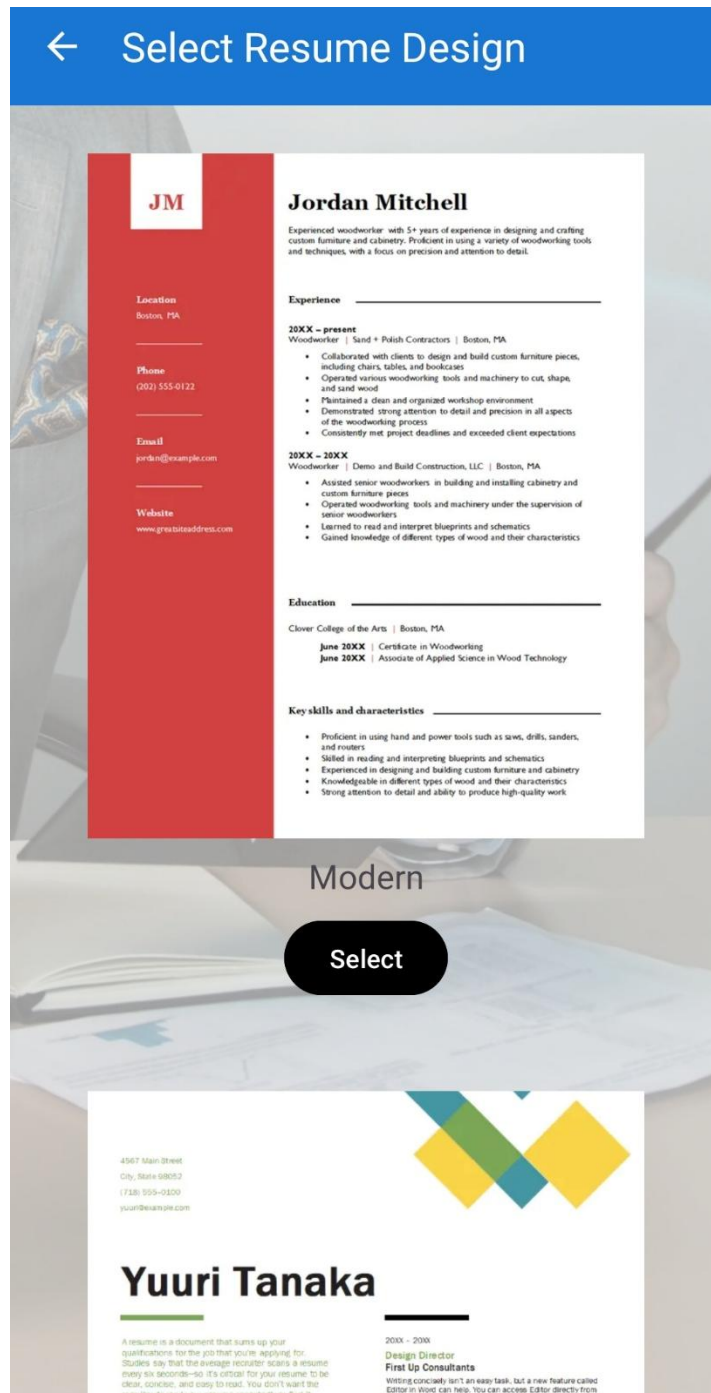 Select Resume Design
JM
Jordan Mitchell
Experienced woodworker with 5+ years of experience in designing and crafting
custom furniture and cabinetry. Proficient in using a variety of woodworking tools
and techniques, with a focus on precision and attention to detail.
Location
Boston, MA
Phone
(202) 555-0122
Email
jordan@example.com
Website
www.greatsiteaddress.com
Experience
20XX – present
Woodworker | Sand + Polish Contractors | Boston, MA
• Collaborated with clients to design and build custom furniture pieces,
including chairs, tables, and bookcases
• Operated various woodworking tools and machinery to cut, shape,
and sand wood
• Maintained a clean and organized workshop environment
• Demonstrated strong attention to detail and precision in all aspects
of the woodworking process
• Consistently met project deadlines and exceeded client expectations
20XX – 20XX
Woodworker | Demo and Build Construction, LLC | Boston, MA
• Assisted senior woodworkers in building and installing cabinetry and
custom furniture pieces
• Operated woodworking tools and machinery under the supervision of
senior woodworkers
• Learned to read and interpret blueprints and schematics
• Gained knowledge of different types of wood and their characteristics
Education
Clover College of the Arts | Boston, MA
June 20XX | Certificate in Woodworking
June 20XX | Associate of Applied Science in Wood Technology
Key skills and characteristics
• Proficient in using hand and power tools such as saws, drills, sanders,
and routers
• Skilled in reading and interpreting blueprints and schematics
• Experienced in designing and building custom furniture and cabinetry
• Knowledgeable in different types of wood and their characteristics
• Strong attention to detail and ability to produce high-quality work
Modern
Select
4567 Main Street
City, State 98052
(718) 555–0100
yuuri@example.com
Yuuri Tanaka
A resume is a document that sums up your
qualifications for the job that you're applying for.
Studies say that the average recruiter scans a resume
every six seconds—so it's critical for your resume to be
clear, concise, and easy to read. You don't want the
20XX - 20XX
Design Director
First Up Consultants
Writing concisely isn't an easy task, but a new feature called
Editor in Word can help. You can access Editor directly from